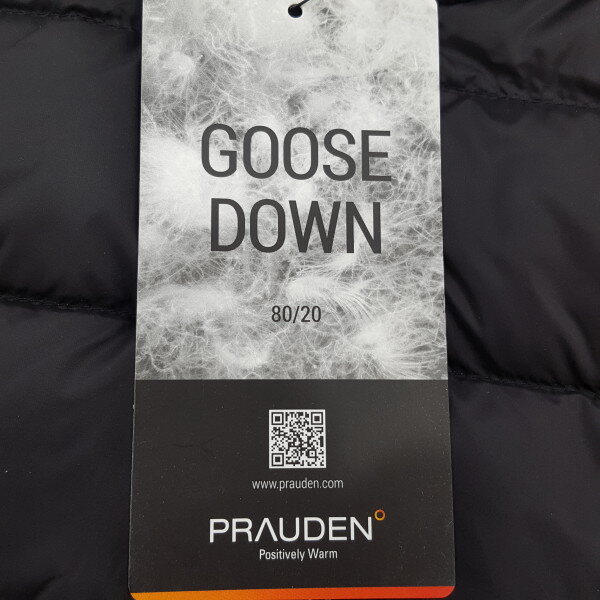 GOOSE
DOWN
80/20
www.prauden.com
PRAUDEN°
Positively Warm